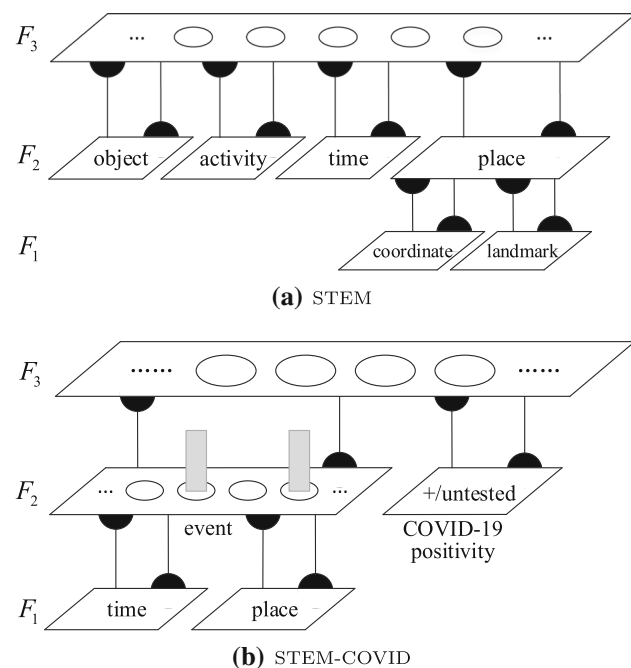 F3 ... ...
F2 object activity time place
F1 coordinate landmark
(a) STEM
F3 ...... ......
F2 ... ... +/untested
event COVID-19
positivity
F1 time place
(b) STEM-COVID